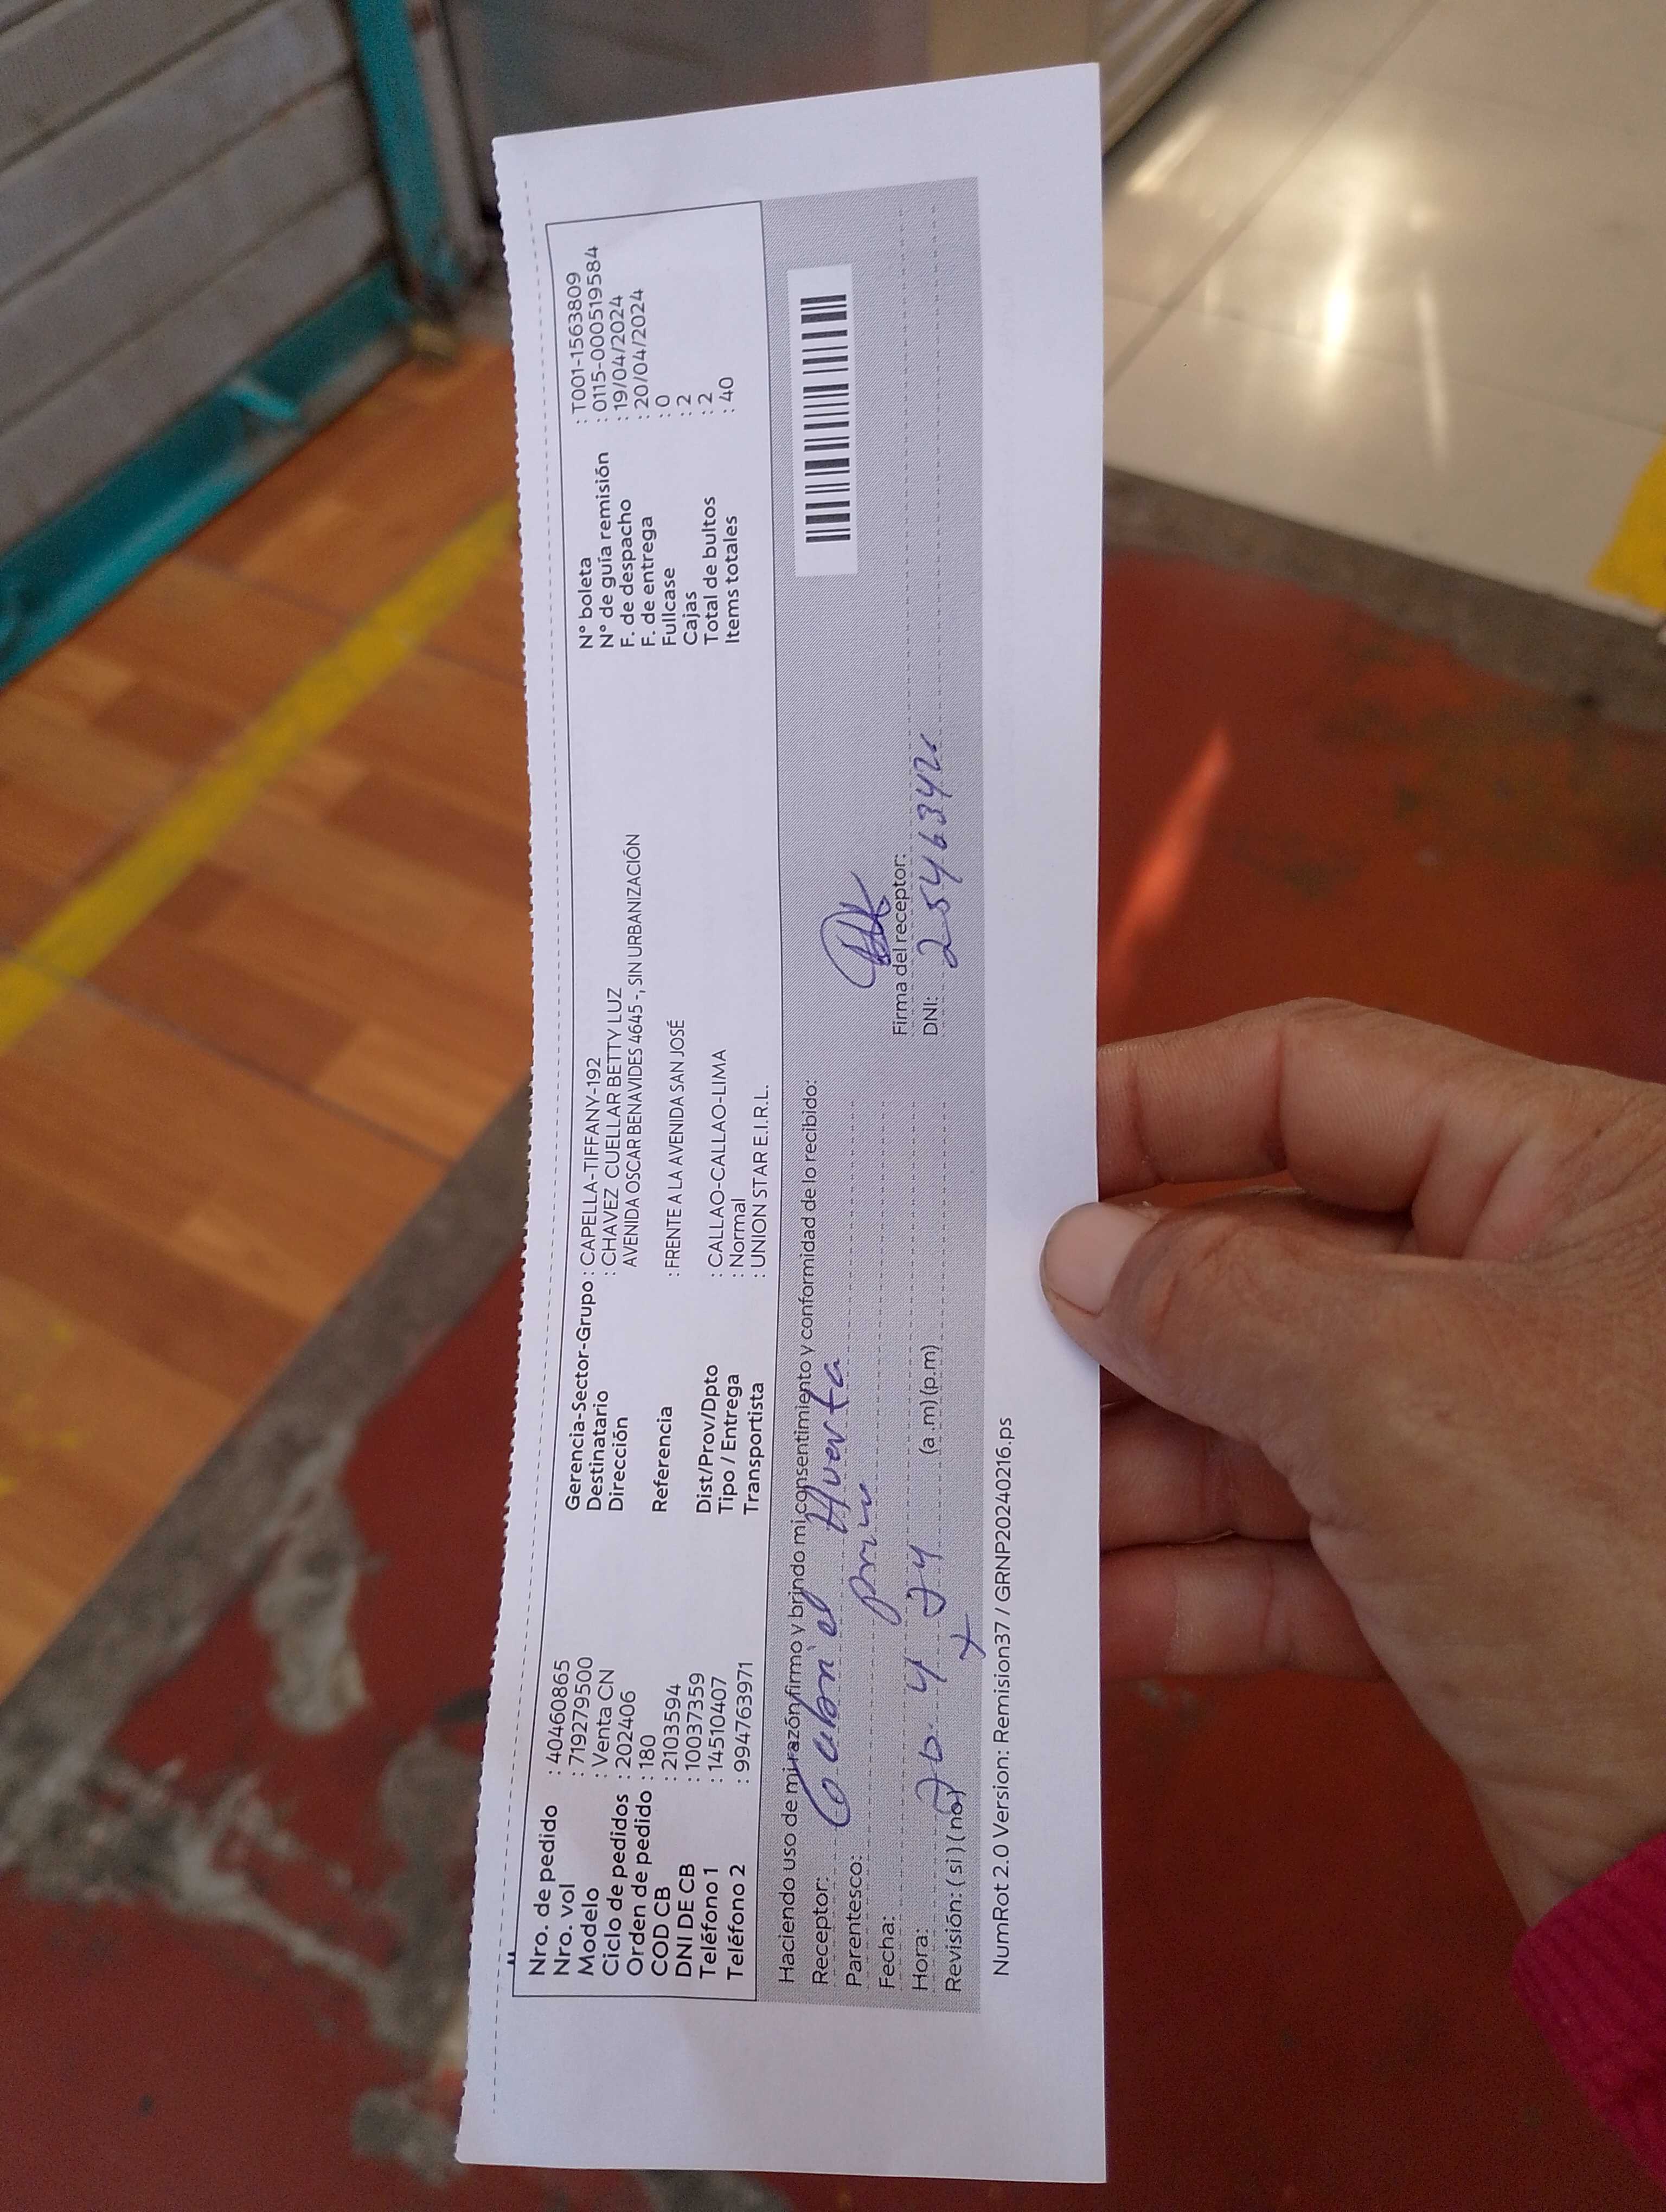 Nro. de pedido : 40460865
Nro. vol : 719279500
Modelo : Venta CN
Ciclo de pedidos : 202406
Orden de pedido : 180
COD CB : 2103594
DNI DE CB : 10037359
Teléfono 1 : 14510407
Teléfono 2 : 994763971
Gerencia-Sector-Grupo : CAPELLA-TIFFANY-192
Destinatario : CHAVEZ CUELLAR BETTY LUZ
Dirección AVENIDA OSCAR BENAVIDES 4645 -, SIN URBANIZACIÓN
Referencia : FRENTE A LA AVENIDA SAN JOSÉ
Dist/Prov/Dpto : CALLAO-CALLAO-LIMA
Tipo / Entrega : Normal
Transportista : UNION STAR E.I.R.L.
N° boleta : T001-1563809
N° de guía remisión : 0115-000519584
F. de despacho : 19/04/2024
F. de entrega : 20/04/2024
Fullcase : 0
Cajas : 2
Total de bultos : 2
Items totales : 40
Haciendo uso de mi razón firmo y brindo mi consentimiento y conformidad de lo recibido:
Receptor: Huerta
Parentesco:
Fecha:
Hora: (a.m) (p.m)
Revisión: ( si ) ( no )
Firma del receptor:
DNI:
NumRot 2.0 Version: Remision37 / GRNP20240216.ps